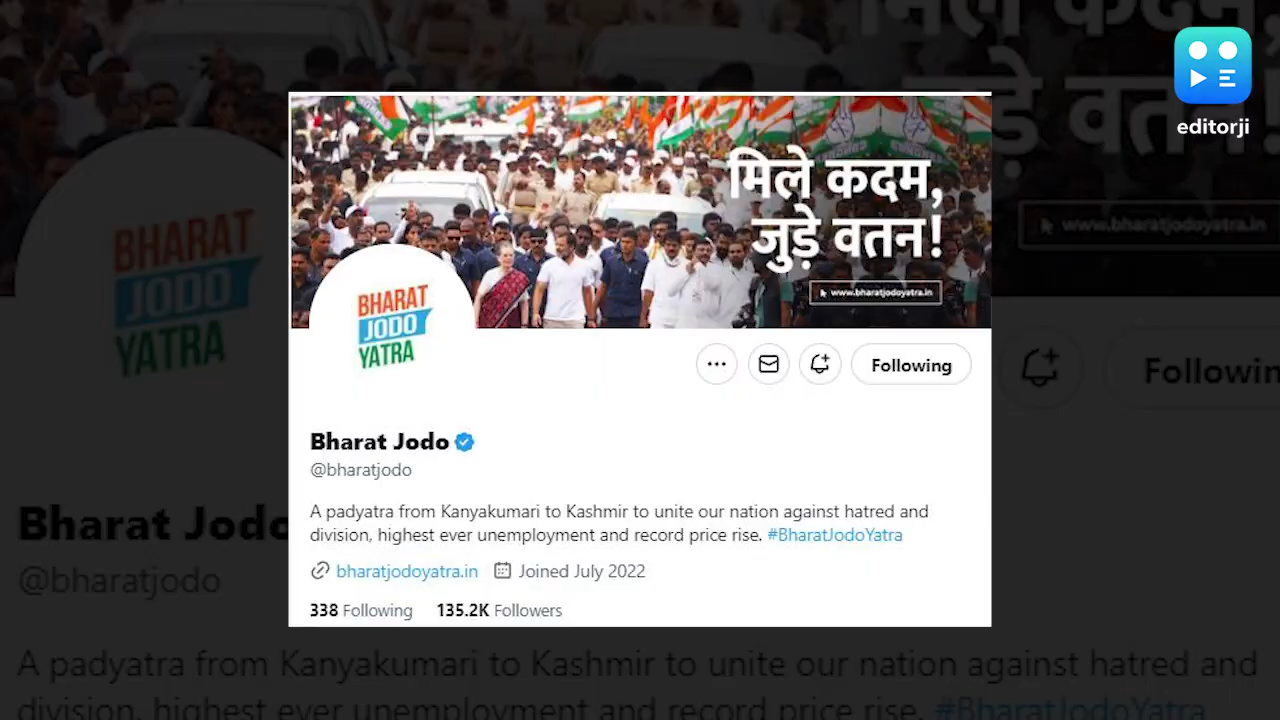 editorji
मिले कदम,
जुड़े वतन!
www.bharatjodoyatra.in
BHARAT
JODO
YATRA
Following
Bharat Jodo
@bharatjodo
A padyatra from Kanyakumari to Kashmir to unite our nation against hatred and
division, highest ever unemployment and record price rise. #BharatJodoYatra
bharatjodoyatra.in Joined July 2022
338 Following 135.2K Followers